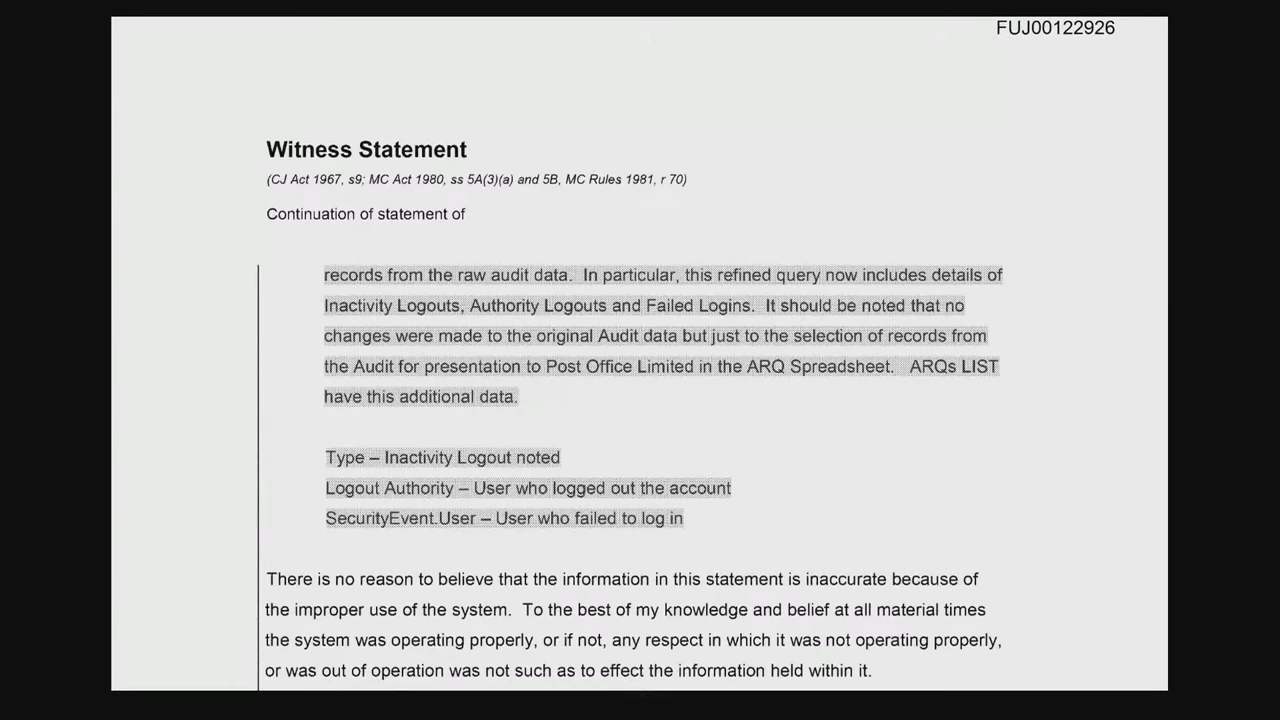 FUJ00122926
Witness Statement
(CJ Act 1967, s9; MC Act 1980, ss 5A(3)(a) and 5B, MC Rules 1981, r 70)
Continuation of statement of
records from the raw audit data. In particular, this refined query now includes details of
Inactivity Logouts, Authority Logouts and Failed Logins. It should be noted that no
changes were made to the original Audit data but just to the selection of records from
the Audit for presentation to Post Office Limited in the ARQ Spreadsheet. ARQs LIST
have this additional data.
Type – Inactivity Logout noted
Logout Authority – User who logged out the account
SecurityEvent.User – User who failed to log in
There is no reason to believe that the information in this statement is inaccurate because of
the improper use of the system. To the best of my knowledge and belief at all material times
the system was operating properly, or if not, any respect in which it was not operating properly,
or was out of operation was not such as to effect the information held within it.